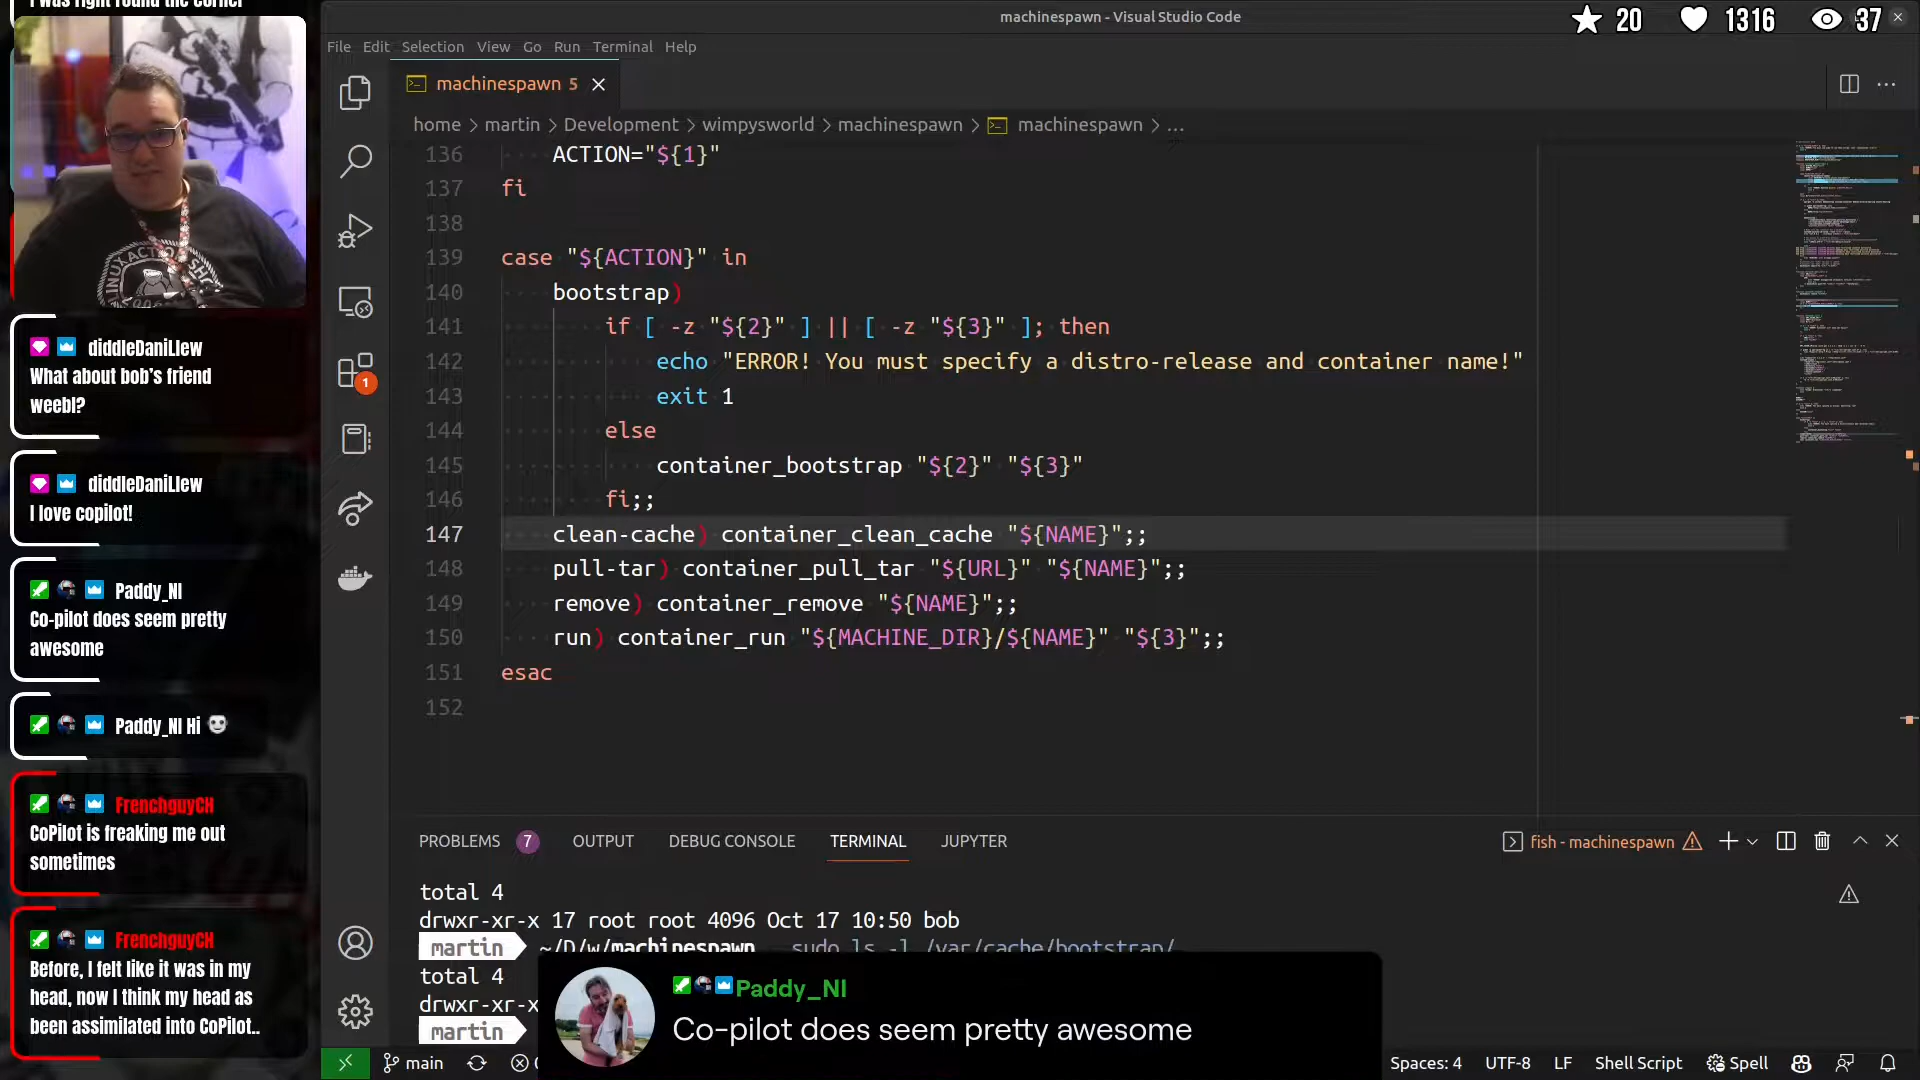 I was right round the corner
diddleDaniLlew
What about bob's friend
weebl?
diddleDaniLlew
I love copilot!
Paddy_NI
Co-pilot does seem pretty
awesome
Paddy_NI Hi
FrenchguyCH
CoPilot is freaking me out
sometimes
FrenchguyCH
Before, I felt like it was in my
head, now I think my head as
been assimilated into CoPilot..
machinespawn - Visual Studio Code
20 1316 37
File Edit Selection View Go Run Terminal Help
machinespawn 5
home > martin > Development > wimpysworld > machinespawn > machinespawn > ...
136 ACTION="${1}"
137 fi
138
139 case "${ACTION}" in
140 bootstrap)
141 if [ -z "${2}" ] || [ -z "${3}" ]; then
142 echo "ERROR! You must specify a distro-release and container name!"
143 exit 1
144 else
145 container_bootstrap "${2}" "${3}"
146 fi;;
147 clean-cache) container_clean_cache "${NAME}";;
148 pull-tar) container_pull_tar "${URL}" "${NAME}";;
149 remove) container_remove "${NAME}";;
150 run) container_run "${MACHINE_DIR}/${NAME}" "${3}";;
151 esac
152
1
PROBLEMS 7 OUTPUT DEBUG CONSOLE TERMINAL JUPYTER
fish - machinespawn
total 4
drwxr-xr-x 17 root root 4096 Oct 17 10:50 bob
martin ~/D/w/machinespawn sudo ls -l /var/cache/bootstrap/
total 4
drwxr-xr-x
martin
Paddy_NI
Co-pilot does seem pretty awesome
main
Spaces: 4 UTF-8 LF Shell Script Spell